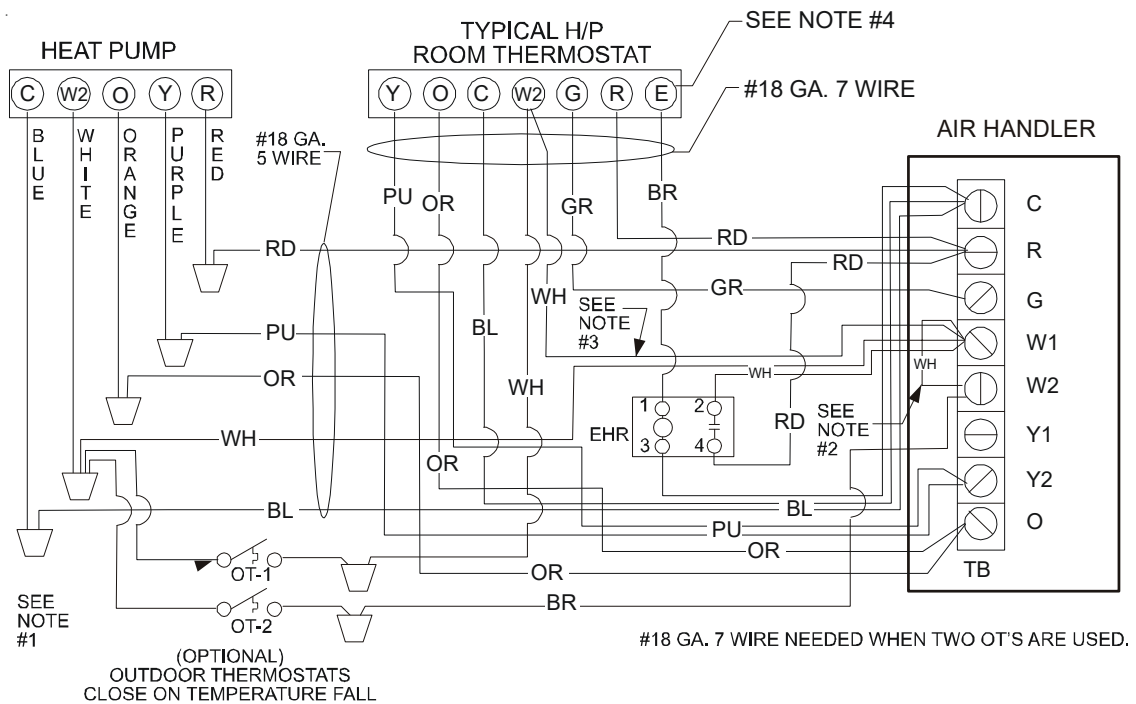 SEE NOTE #4
TYPICAL H/P
ROOM THERMOSTAT
HEAT PUMP
C W2 O Y R
Y O C W2 G R E
#18 GA. 7 WIRE
BLUE
WHITE
ORANGE
PURPLE
RED
#18 GA.
5 WIRE
AIR HANDLER
PU
OR
GR
BR
C
RD
RD
R
RD
GR
G
WH
SEE
NOTE
#3
BL
PU
W1
WH
WH
OR
WH
W2
1 2
EHR
3 4
RD
SEE
NOTE
#2
Y1
WH
OR
Y2
BL
BL
PU
O
OR
OT-1
OR
TB
SEE
NOTE
#1
OT-2
BR
#18 GA. 7 WIRE NEEDED WHEN TWO OT'S ARE USED.
(OPTIONAL)
OUTDOOR THERMOSTATS
CLOSE ON TEMPERATURE FALL